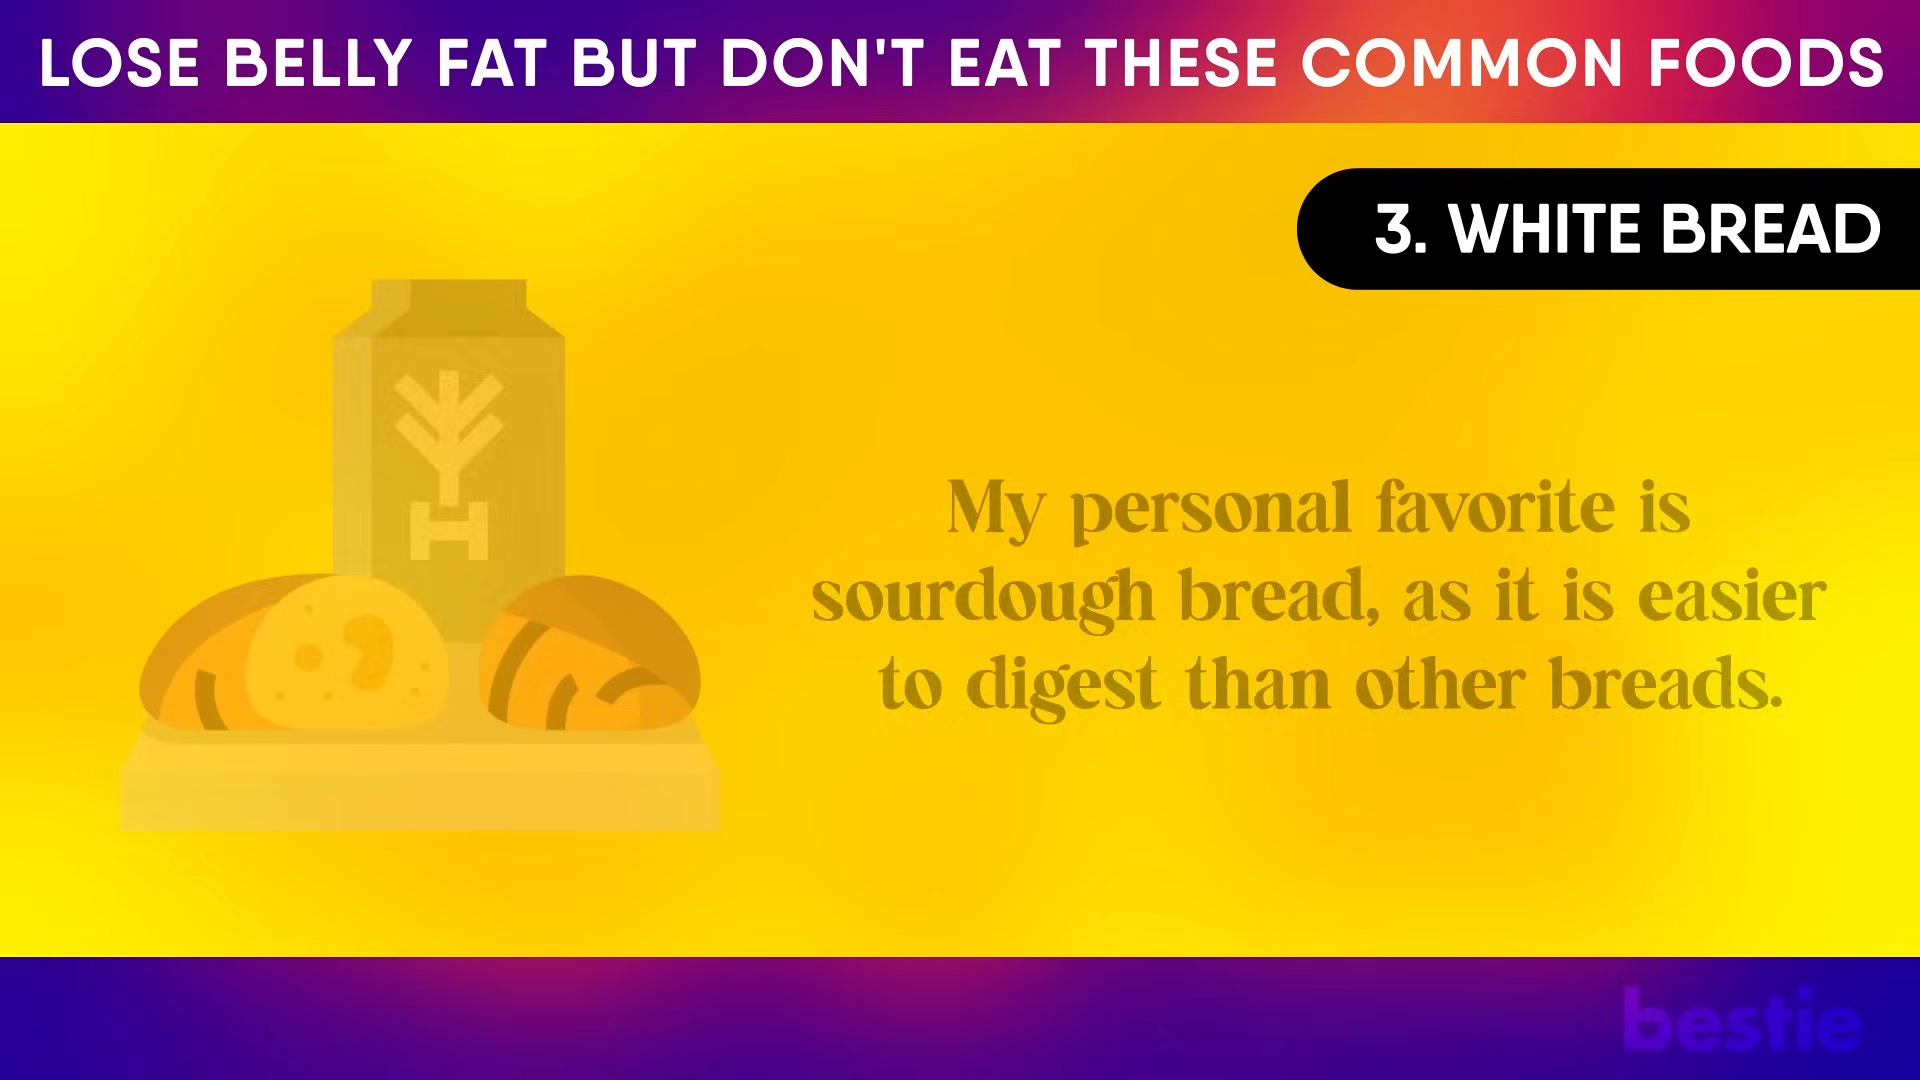 LOSE BELLY FAT BUT DON'T EAT THESE COMMON FOODS
3. WHITE BREAD
My personal favorite is
sourdough bread, as it is easier
to digest than other breads.
bestie